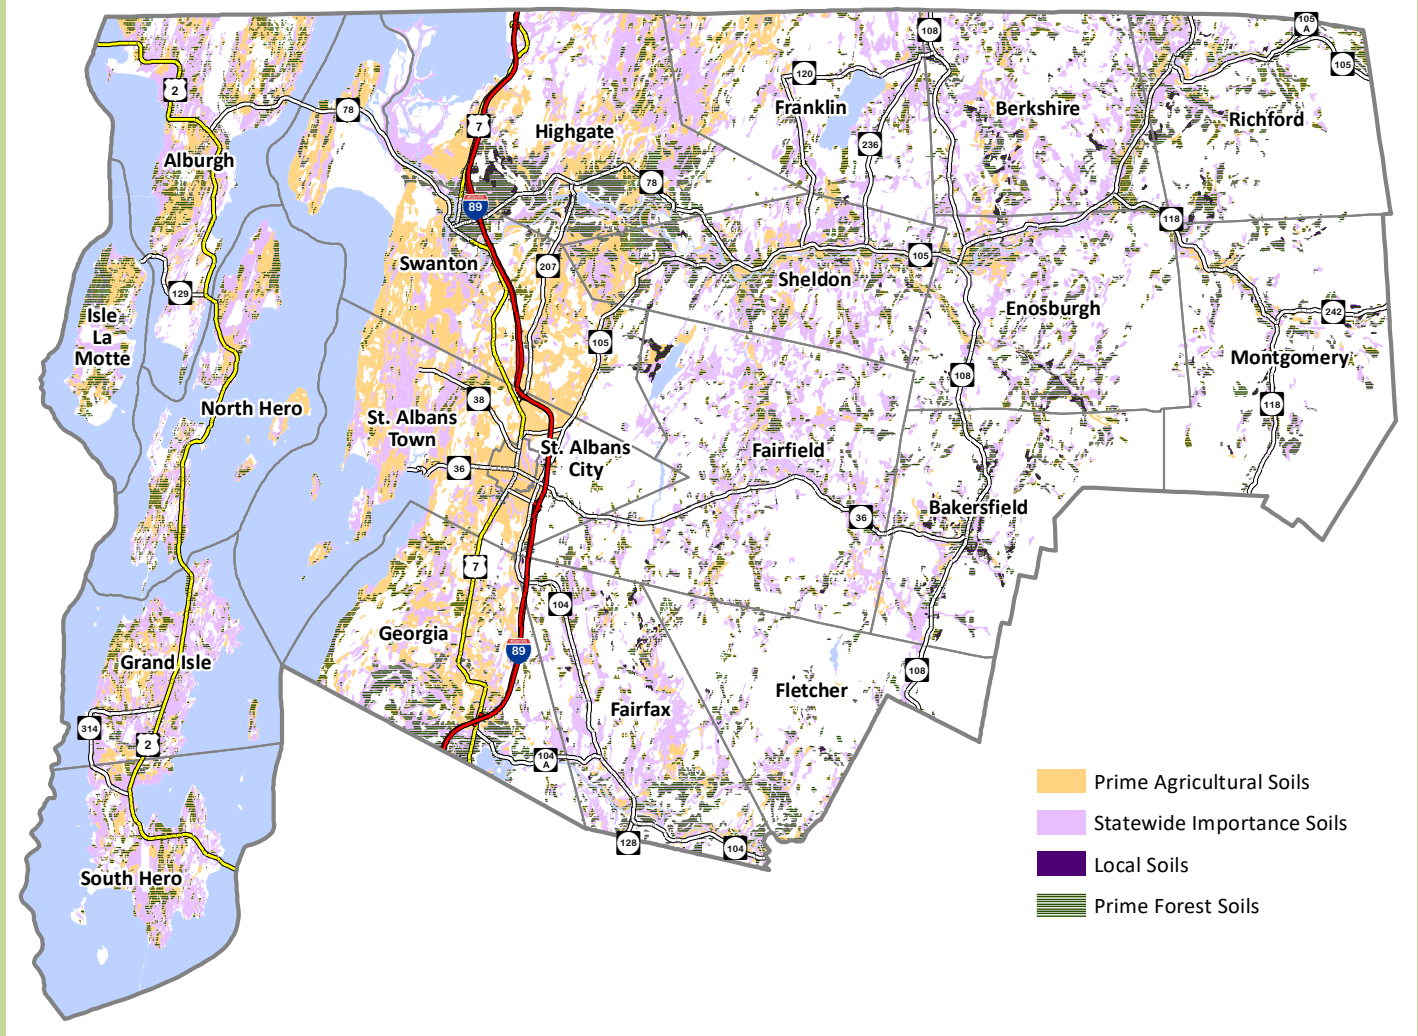 108
105
A
105
120
2
78
Franklin
Berkshire
Richford
7
Highgate
236
Alburgh
78
89
118
Swanton
207
105
Sheldon
129
Enosburgh
242
Isle
La
Motte
105
Montgomery
108
38
118
North Hero
St. Albans
Town
St. Albans
City
Fairfield
36
36
Bakersfield
7
104
Georgia
89
Grand Isle
108
Fletcher
Fairfax
314
2
104
A
Prime Agricultural Soils
Statewide Importance Soils
128
104
Local Soils
South Hero
Prime Forest Soils